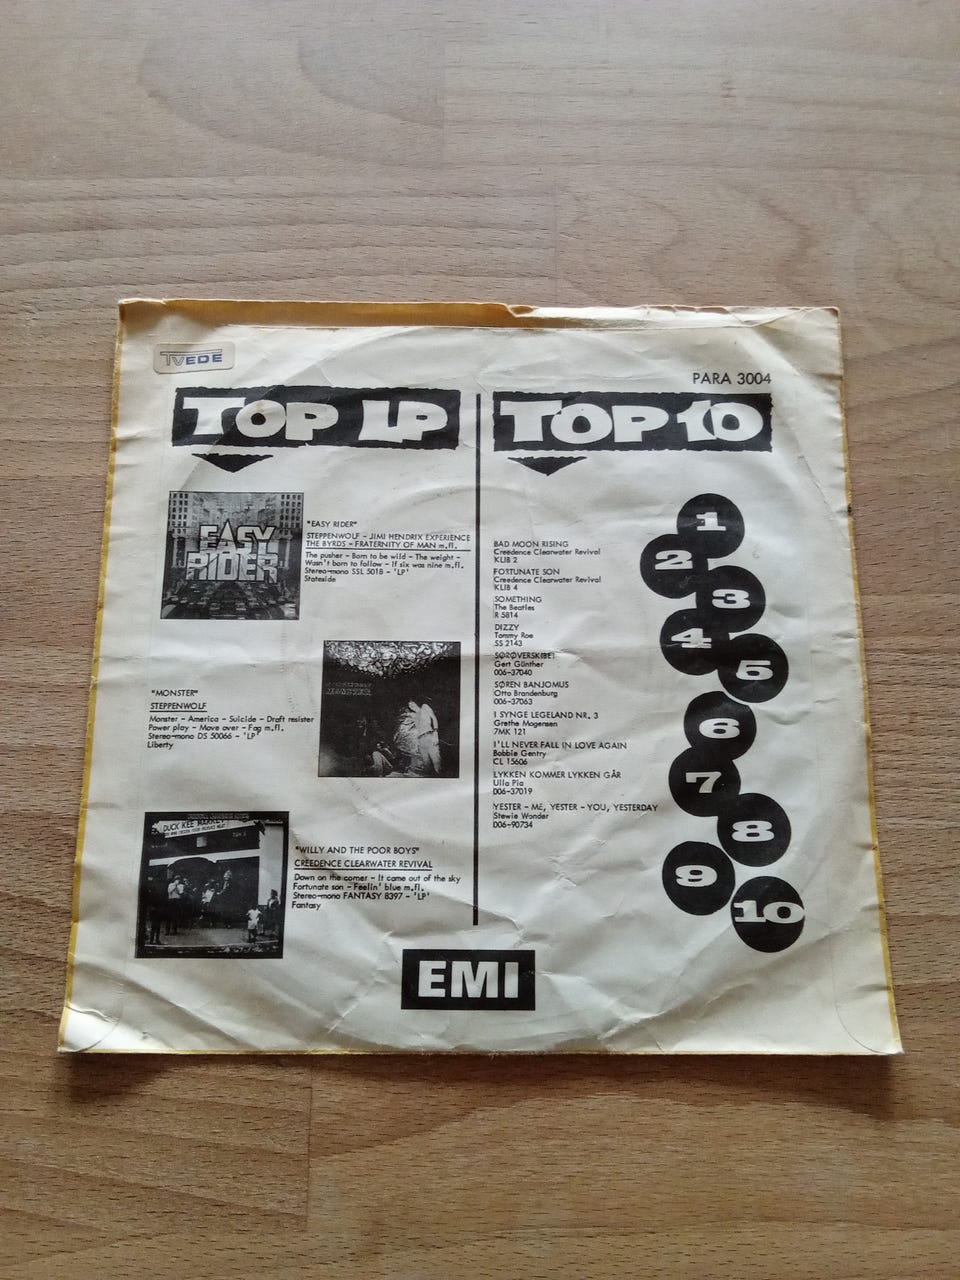 TVEDE
PARA 3004
TOP LP
EASY
RIDER
"EASY RIDER"
STEPPENWOLF - JIMI HENDRIX EXPERIENCE
THE BYRDS - FRATERNITY OF MAN m.fl.
The pusher - Born to be wild - The weight -
Wasn't born to follow - If six was nine m.fl.
Stereo-mono SSL 5018 - 'LP'
Stateside
"MONSTER"
STEPPENWOLF
Monster - America - Suicide - Draft resister
Power play - Move over - Fag m.fl.
Stereo-mono DS 50066 - 'LP'
Liberty
MONSTER
DUCK KEE MARKET
"WILLY AND THE POOR BOYS"
CREEDENCE CLEARWATER REVIVAL
Down on the corner - It came out of the sky
Fortunate son - Feelin' blue m.fl.
Stereo-mono FANTASY 8397 - 'LP'
Fantasy
TOP 10
BAD MOON RISING
Creedence Clearwater Revival
KLIB 2
FORTUNATE SON
Creedence Clearwater Revival
KLIB 4
SOMETHING
The Beatles
R 5814
DIZZY
Tommy Roe
SS 2143
SØRØVERSKIBET
Gert Günther
006-37040
SØREN BANJOMUS
Otto Brandenburg
006-37063
I SYNGE LEGELAND NR. 3
Grethe Mogensen
7MK 121
I'LL NEVER FALL IN LOVE AGAIN
Bobbie Gentry
CL 15606
LYKKEN KOMMER LYKKEN GÅR
Ulla Pia
006-37019
YESTER - ME, YESTER - YOU, YESTERDAY
Stewie Wonder
006-90734
1
2
3
4
5
6
7
8
9
10
EMI